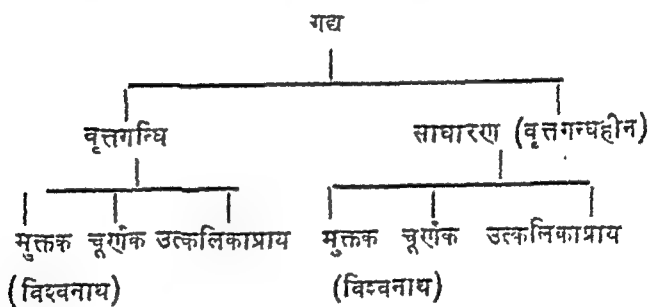 गद्य
वृत्तगन्धि साधारण (वृत्तगन्धहीन)
मुक्तक चूर्णक उत्कलिकाप्राय मुक्तक चूर्णक उत्कलिकाप्राय
(विश्वनाथ) (विश्वनाथ)